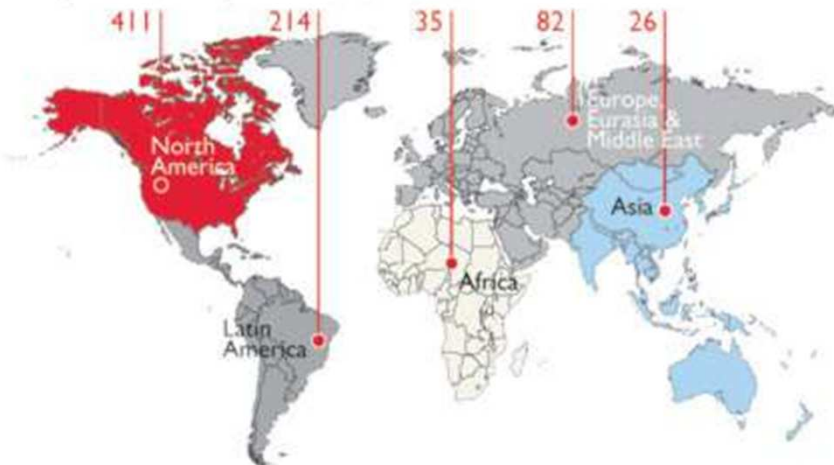 411 214 35 82 26
Europe,
Eurasia &
Middle East
North
America
Asia
Africa
Latin
America